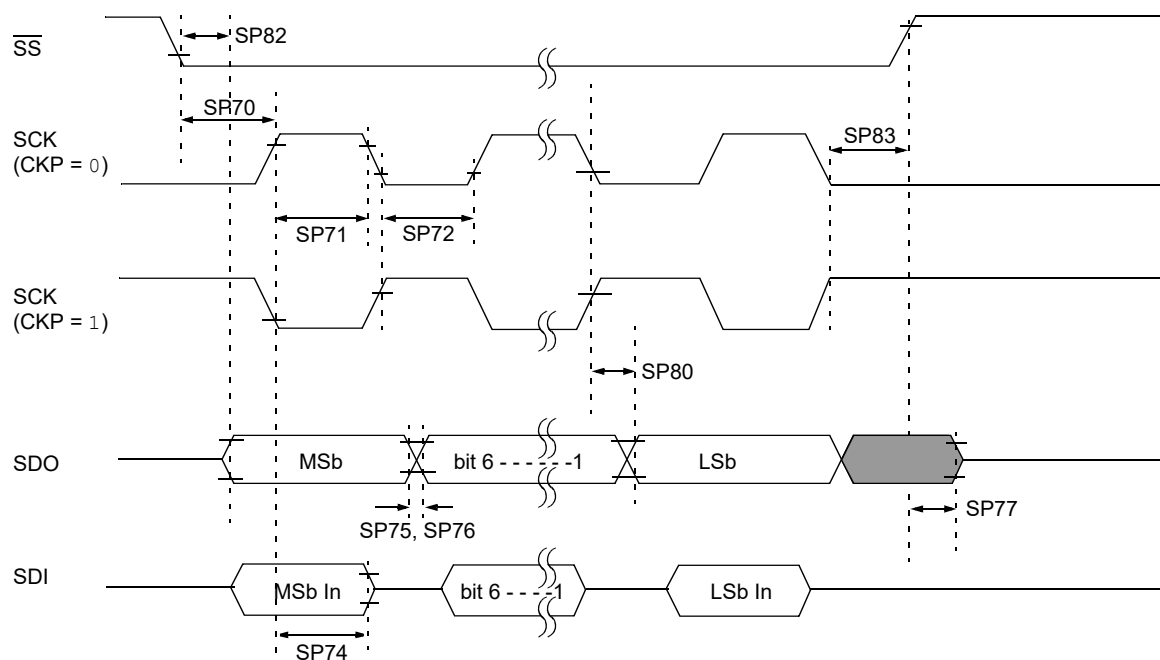 SS
SP82
SP70
SCK
(CKP = 0)
SP83
SP71
SP72
SCK
(CKP = 1)
SP80
SDO
MSb
bit 6 - - - - - -1
LSb
SP77
SP75, SP76
SDI
MSb In
bit 6 - - - -1
LSb In
SP74